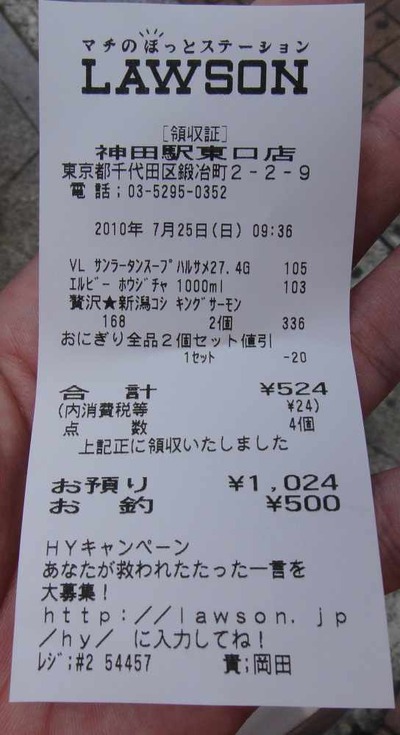 マチのほっとステーション
LAWSON
[領収証]
神田駅東口店
東京都千代田区鍛冶町2-2-9
電話;03-5295-0352
2010年 7月25日(日) 09:36
VL サンラータンスープハルサメ27.4G 105
エルビー ホウジチャ 1000ml 103
贅沢★新潟コシ キングサーモン
168 2個 336
おにぎり全品2個セット値引
1セット -20
合計 ¥524
(内消費税等 ¥24)
点数 4個
上記正に領収いたしました
お預り ¥1,024
お釣 ¥500
HYキャンペーン
あなたが救われたたった一言を
大募集!
http://lawson.jp
/hy/ に入力してね!
レジ;#2 54457 責;岡田